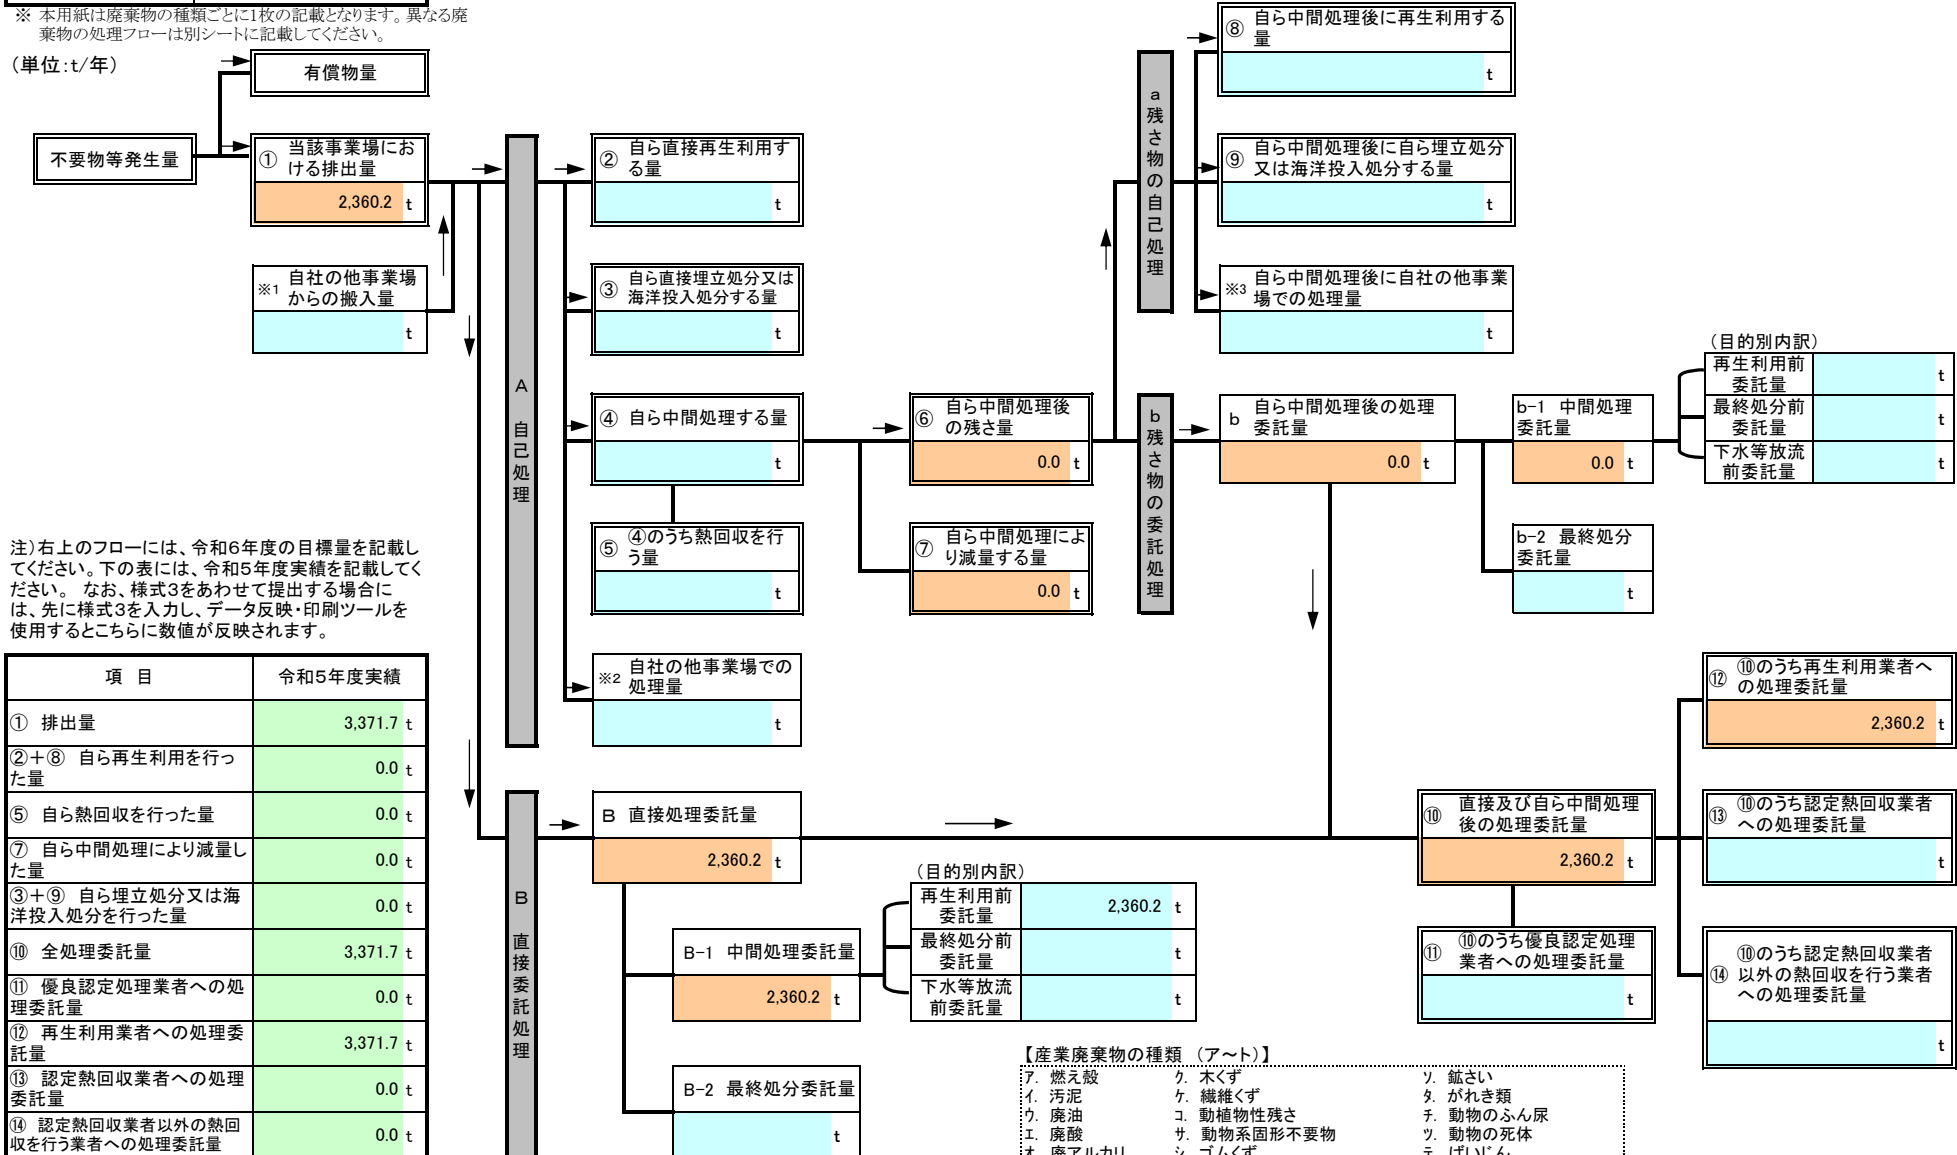 ※ 本用紙は廃棄物の種類ごとに1枚の記載となります。異なる廃
棄物の処理フローは別シートに記載してください。
(単位:t/年)
有償物量
不要物等発生量
① 当該事業場にお
ける排出量
2,360.2 t
※1 自社の他事業場
からの搬入量
t
A 自己処理
② 自ら直接再生利用す
る量
t
③ 自ら直接埋立処分又は
海洋投入処分する量
t
④ 自ら中間処理する量
t
⑤ ④のうち熱回収を行
う量
t
※2 自社の他事業場での
処理量
t
⑥ 自ら中間処理後
の残さ量
0.0 t
⑦ 自ら中間処理によ
り減量する量
0.0 t
a 残さ物の自己処理
⑧ 自ら中間処理後に再生利用する
量
t
⑨ 自ら中間処理後に自ら埋立処分
又は海洋投入処分する量
t
※3 自ら中間処理後に自社の他事業
場での処理量
t
b 残さ物の委託処理
b 自ら中間処理後の処理
委託量
0.0 t
b-1 中間処理
委託量
0.0 t
b-2 最終処分
委託量
t
(目的別内訳)
再生利用前
委託量
t
最終処分前
委託量
t
下水等放流
前委託量
t
注)右上のフローには、令和6年度の目標量を記載し
てください。下の表には、令和5年度実績を記載してく
ださい。 なお、様式3をあわせて提出する場合に
は、先に様式3を入力し、データ反映・印刷ツールを
使用するとこちらに数値が反映されます。
項 目 令和5年度実績
① 排出量 3,371.7 t
②+⑧ 自ら再生利用を行っ
た量
0.0 t
⑤ 自ら熱回収を行った量 0.0 t
⑦ 自ら中間処理により減量し
た量
0.0 t
③+⑨ 自ら埋立処分又は海
洋投入処分を行った量
0.0 t
⑩ 全処理委託量 3,371.7 t
⑪ 優良認定処理業者への処
理委託量
0.0 t
⑫ 再生利用業者への処理委
託量
3,371.7 t
⑬ 認定熱回収業者への処理
委託量
0.0 t
⑭ 認定熱回収業者以外の熱回
収を行う業者への処理委託量
0.0 t
B 直接委託処理
B 直接処理委託量
2,360.2 t
B-1 中間処理委託量
2,360.2 t
B-2 最終処分委託量
t
(目的別内訳)
再生利用前
委託量
2,360.2 t
最終処分前
委託量
t
下水等放流
前委託量
t
⑩ 直接及び自ら中間処理
後の処理委託量
2,360.2 t
⑪ ⑩のうち優良認定処理
業者への処理委託量
t
⑫ ⑩のうち再生利用業者へ
の処理委託量
2,360.2 t
⑬ ⑩のうち認定熱回収業者
への処理委託量
t
⑭ ⑩のうち認定熱回収業者
以外の熱回収を行う業者
への処理委託量
t
【産業廃棄物の種類 (ア~ト)】
ア. 燃え殻 ク. 木くず ソ. 鉱さい
イ. 汚泥 ケ. 繊維くず タ. がれき類
ウ. 廃油 コ. 動植物性残さ チ. 動物のふん尿
エ. 廃酸 サ. 動物系固形不要物 ツ. 動物の死体
オ. 廃アルカリ シ. ゴムくず テ. ばいじん